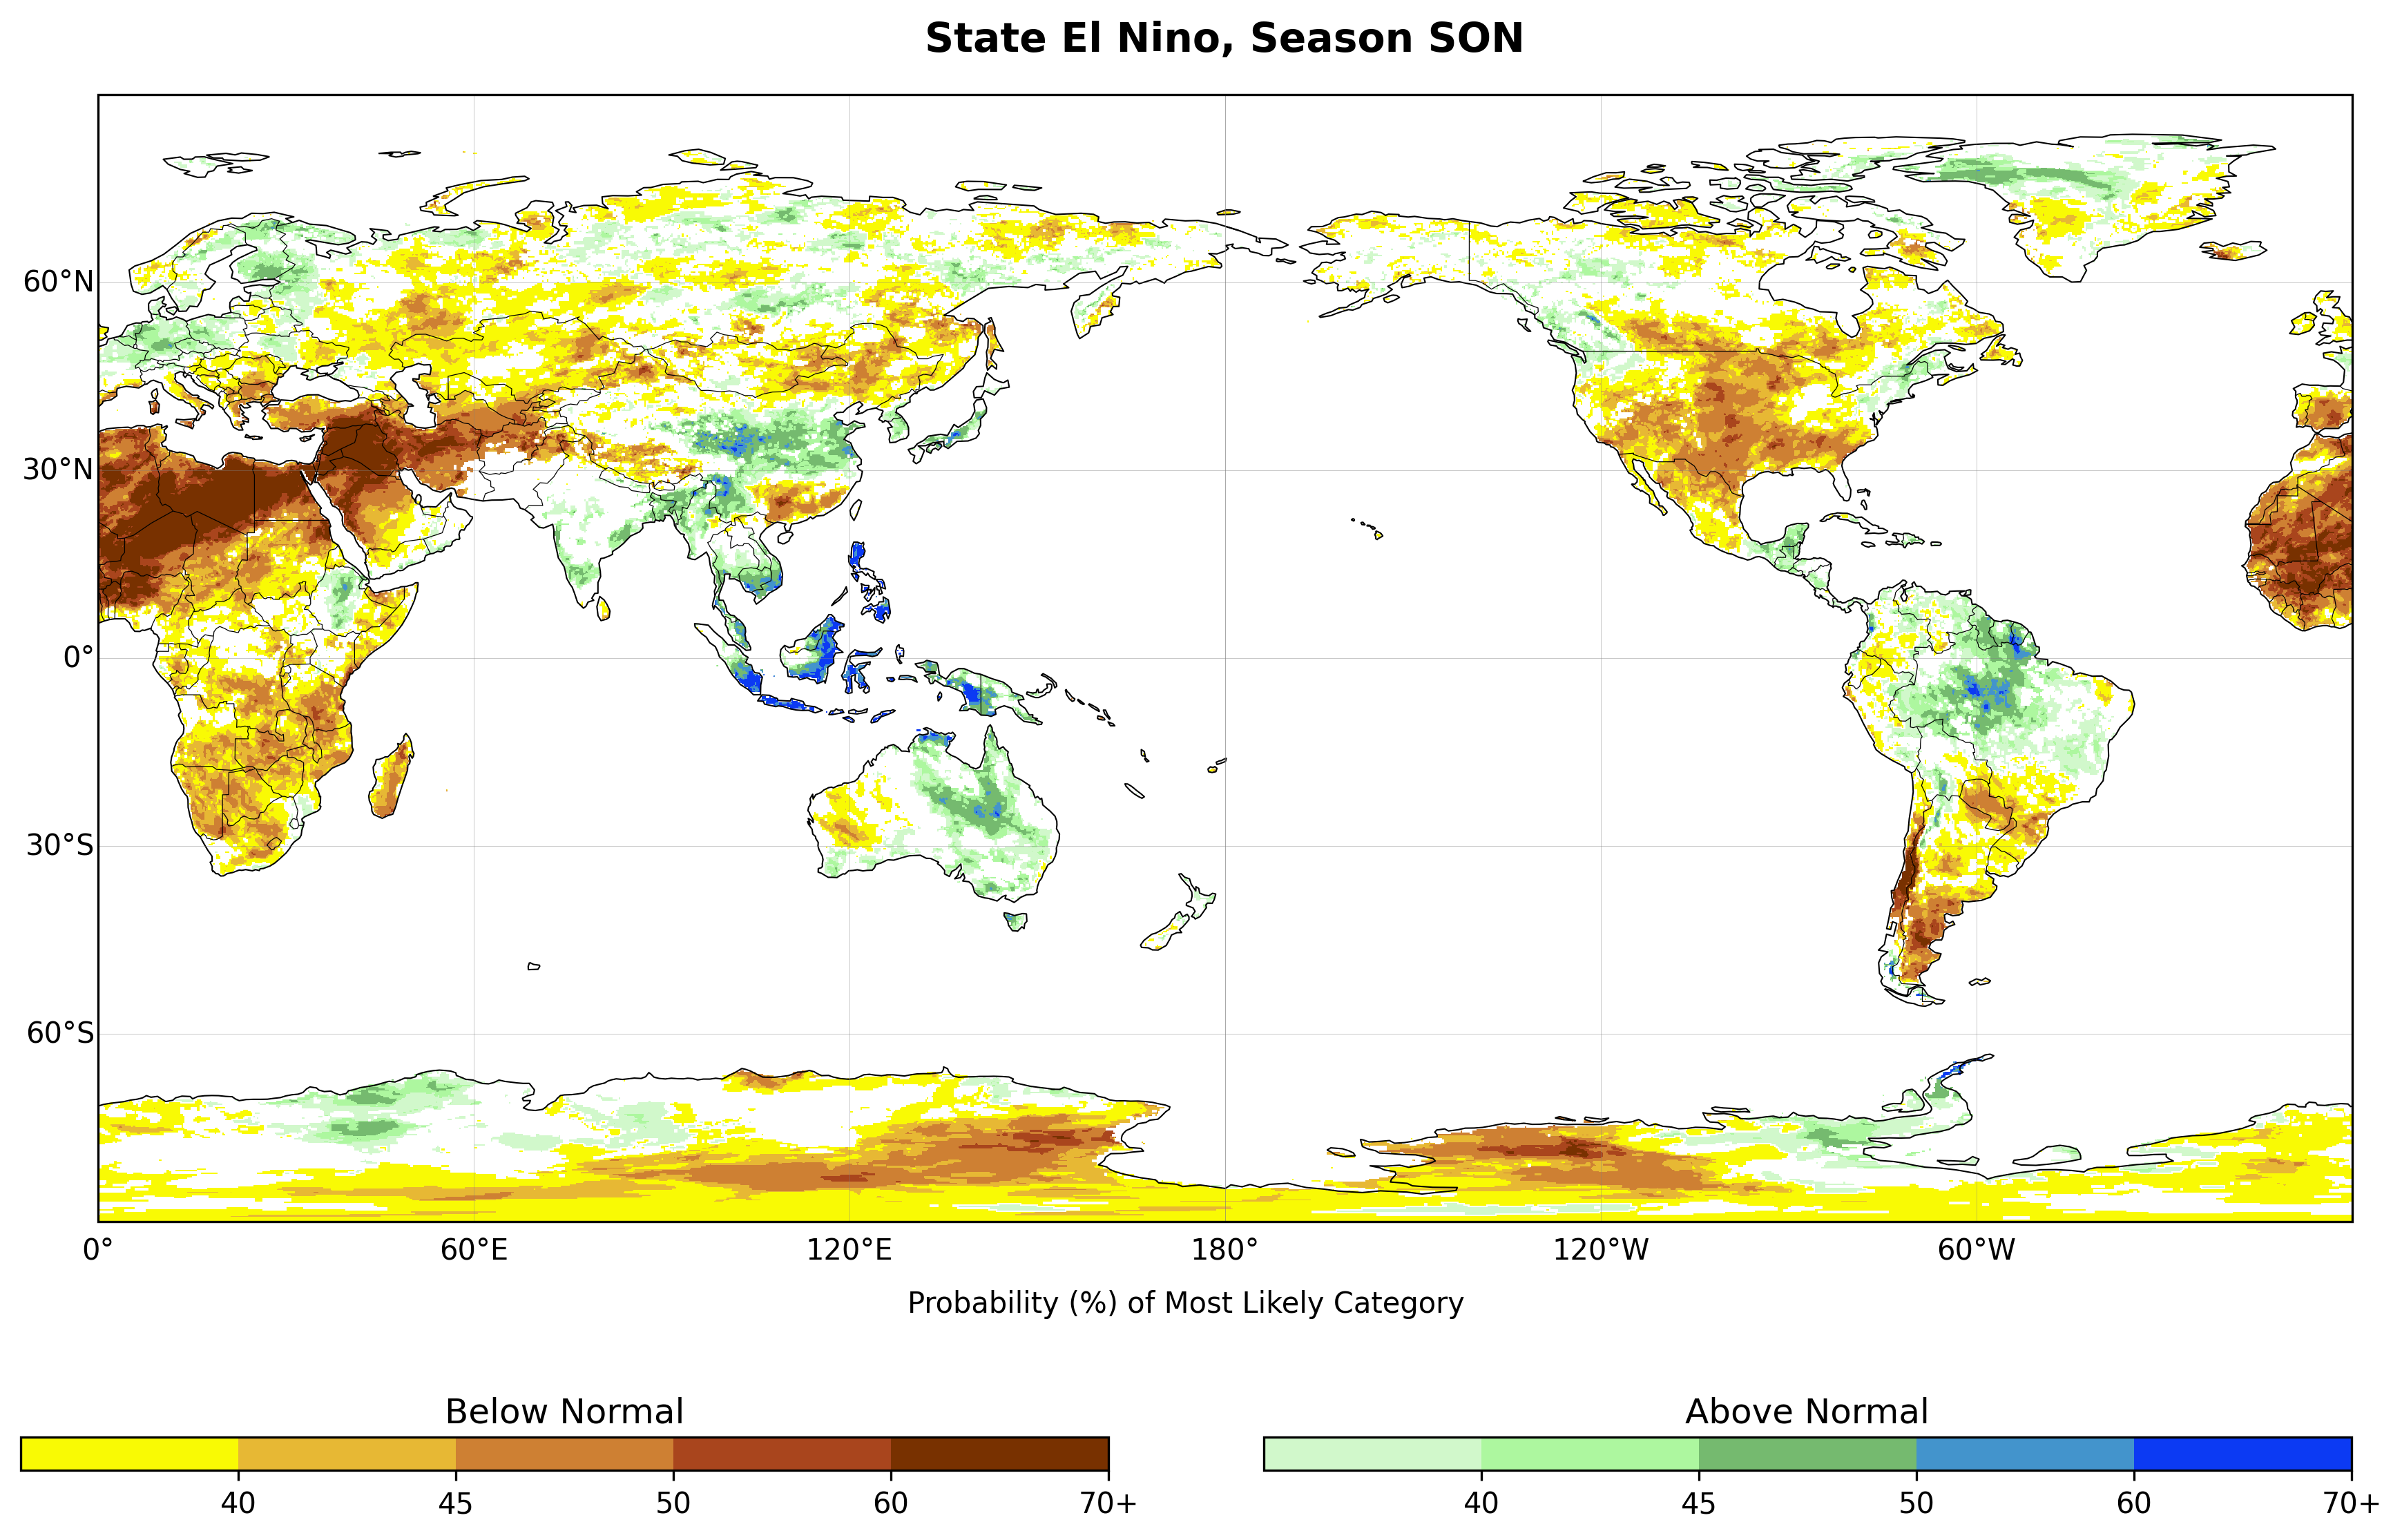 State El Nino, Season SON
60°N
30°N
0°
30°S
60°S
0° 60°E 120°E 180° 120°W 60°W
Probability (%) of Most Likely Category
Below Normal
40 45 50 60 70+
Above Normal
40 45 50 60 70+